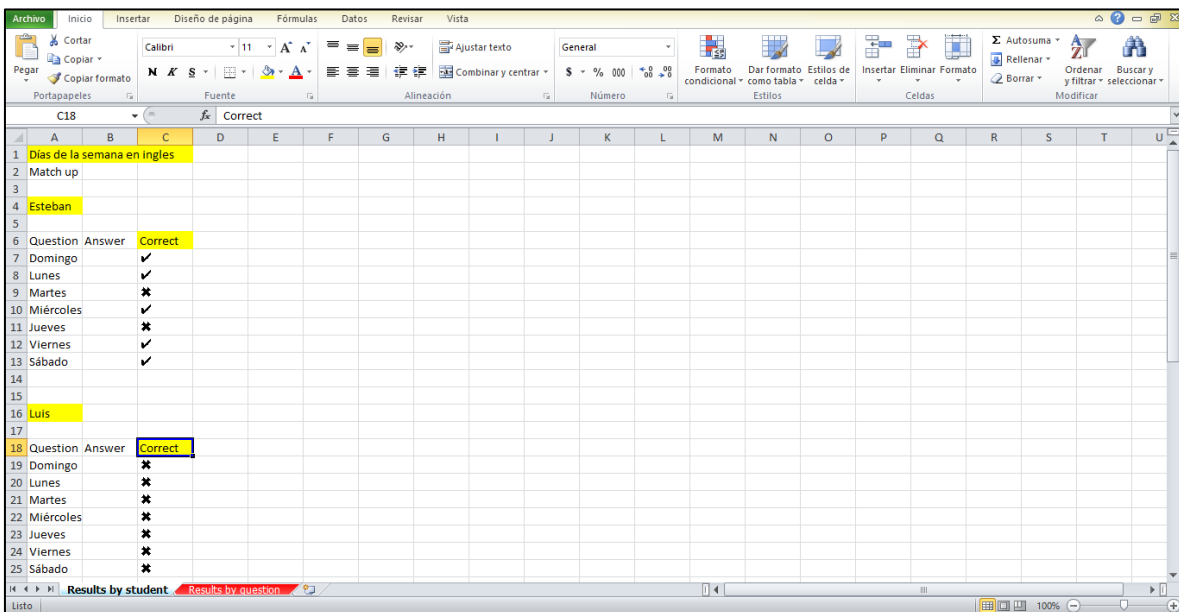 Archivo Inicio Insertar Diseño de página Fórmulas Datos Revisar Vista
Pegar
Cortar
Copiar
Copiar formato
Portapapeles
Calibri 11 A A
N K S A
Fuente
Ajustar texto
Combinar y centrar
Alineación
General
$ % 000
Número
Formato condicional
Dar formato como tabla
Estilos de celda
Estilos
Insertar Eliminar Formato
Celdas
Σ Autosuma
Rellenar
Borrar
Ordenar y filtrar
Buscar y seleccionar
Modificar
C18 fx Correct
A B C D E F G H I J K L M N O P Q R S T U
1 Días de la semana en ingles
2 Match up
3
4 Esteban
5
6 Question Answer Correct
7 Domingo ✔
8 Lunes ✔
9 Martes ✖
10 Miércoles ✔
11 Jueves ✖
12 Viernes ✔
13 Sábado ✔
14
15
16 Luis
17
18 Question Answer Correct
19 Domingo ✖
20 Lunes ✖
21 Martes ✖
22 Miércoles ✖
23 Jueves ✖
24 Viernes ✖
25 Sábado ✖
Results by student Results by question
Listo 100%